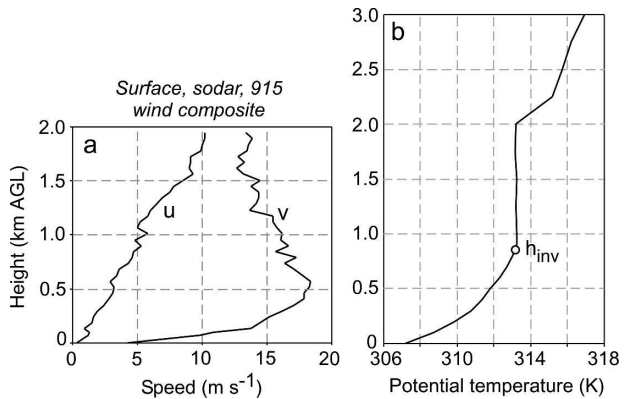 Surface, sodar, 915
wind composite
a
2.0
1.5
1.0
0.5
0
Height (km AGL)
u
v
0
5
10
15
20
Speed (m s⁻¹)
b
3.0
2.5
2.0
1.5
1.0
0.5
0
h_inv
306
310
314
318
Potential temperature (K)